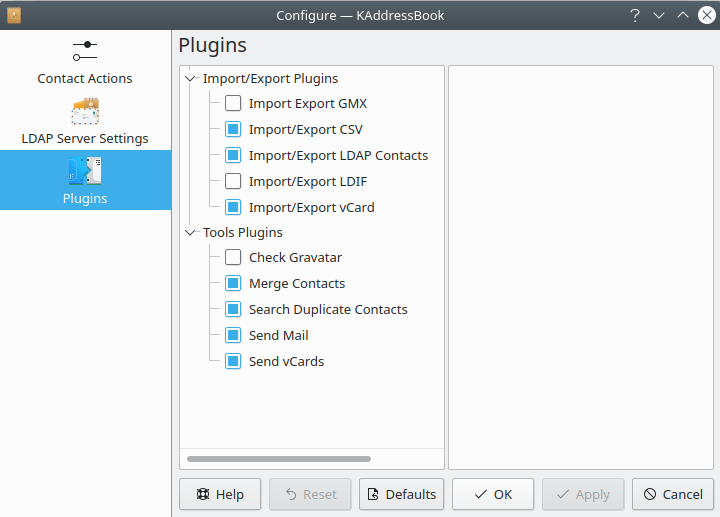 Configure — KAddressBook
?
Contact Actions
LDAP Server Settings
Plugins
Plugins
Import/Export Plugins
Import Export GMX
Import/Export CSV
Import/Export LDAP Contacts
Import/Export LDIF
Import/Export vCard
Tools Plugins
Check Gravatar
Merge Contacts
Search Duplicate Contacts
Send Mail
Send vCards
Help
Reset
Defaults
OK
Apply
Cancel